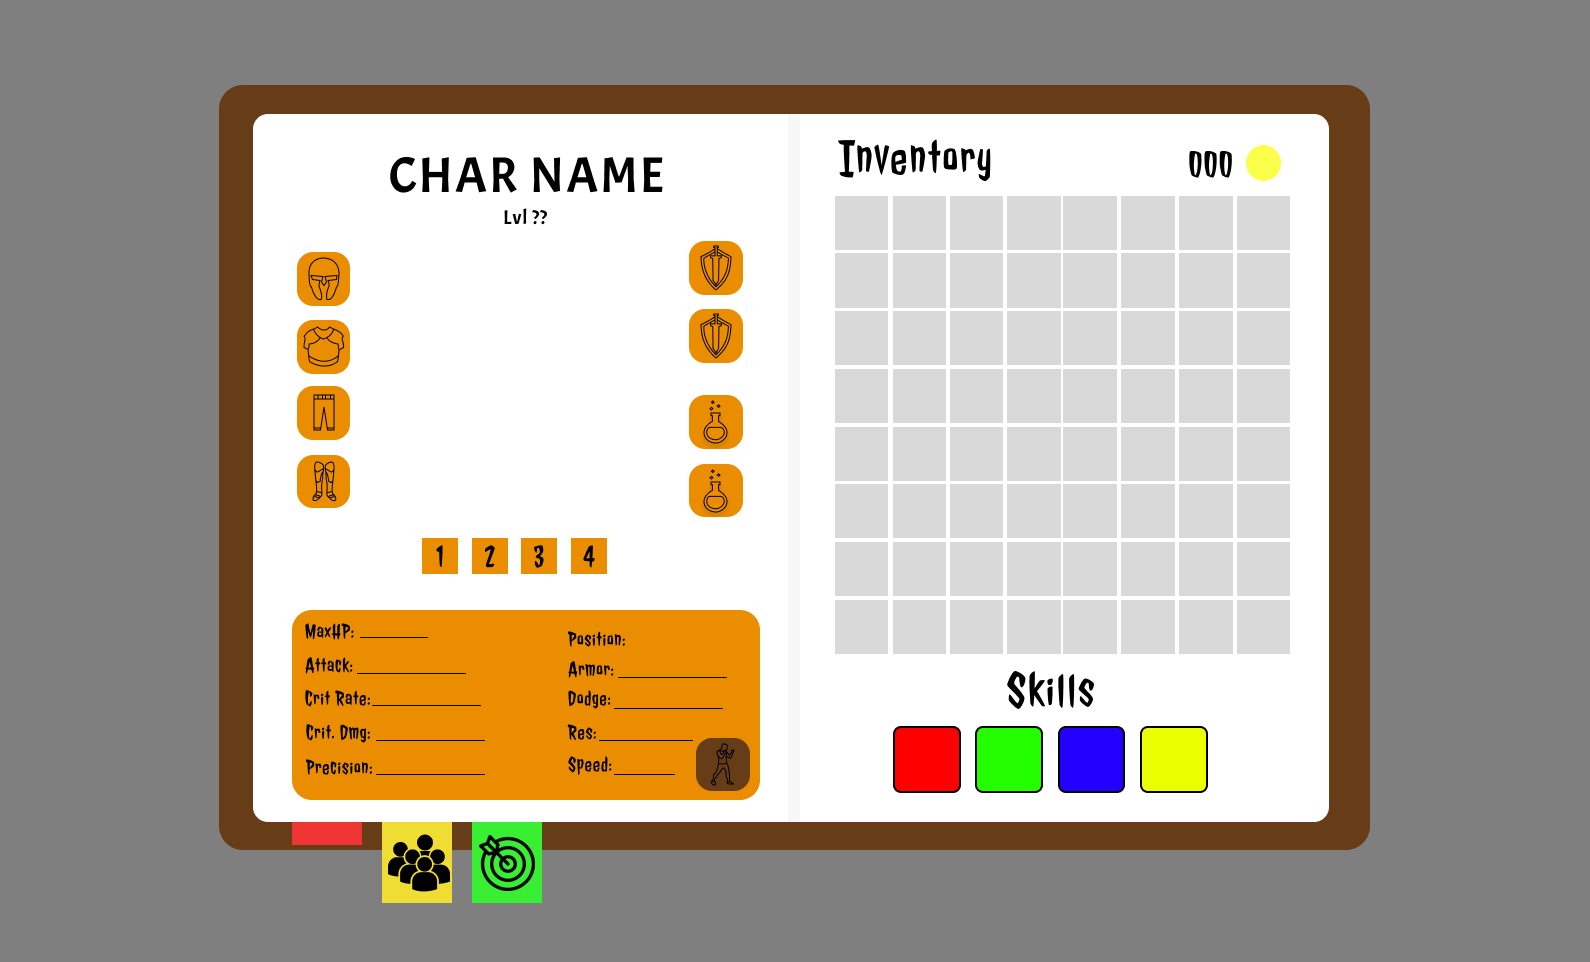 CHAR NAME
Lvl ??
1 2 3 4
MaxHP:
Attack:
Crit Rate:
Crit. Dmg:
Precision:
Position:
Armor:
Dodge:
Res:
Speed:
Inventory
000
Skills